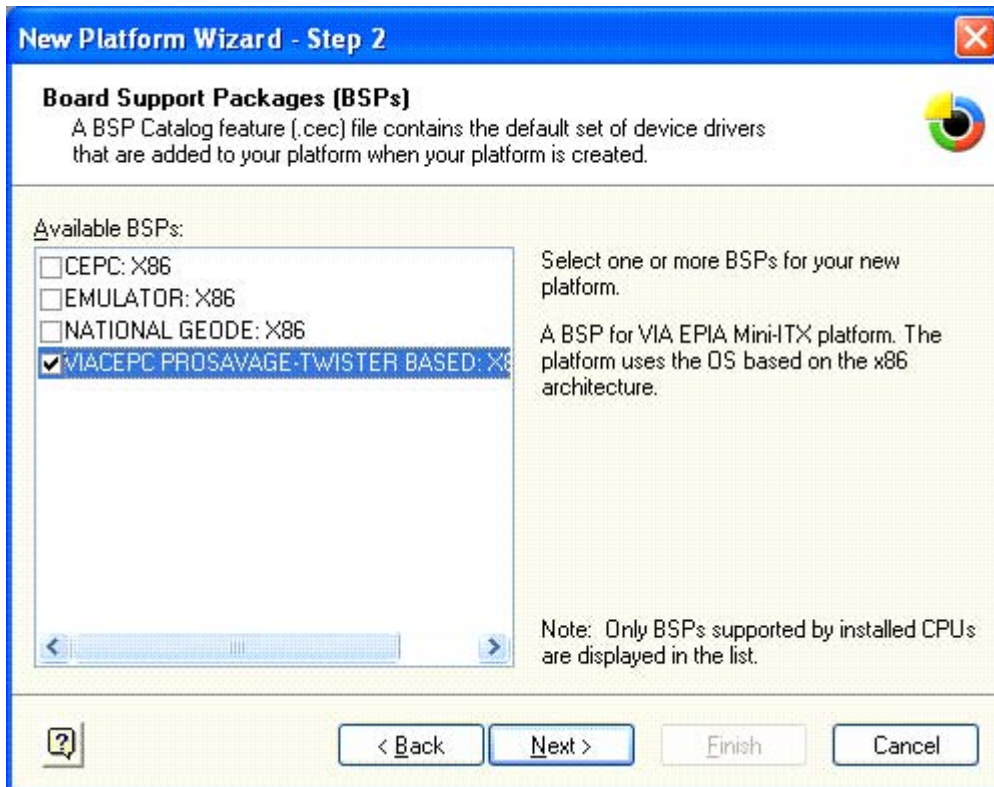 New Platform Wizard - Step 2
Board Support Packages (BSPs)
A BSP Catalog feature (.cec) file contains the default set of device drivers
that are added to your platform when your platform is created.
Available BSPs:
CEPC: X86
EMULATOR: X86
NATIONAL GEODE: X86
VIACEPC PROSAVAGE-TWISTER BASED: X8
Select one or more BSPs for your new
platform.
A BSP for VIA EPIA Mini-ITX platform. The
platform uses the OS based on the x86
architecture.
Note: Only BSPs supported by installed CPUs
are displayed in the list.
?
< Back
Next >
Finish
Cancel